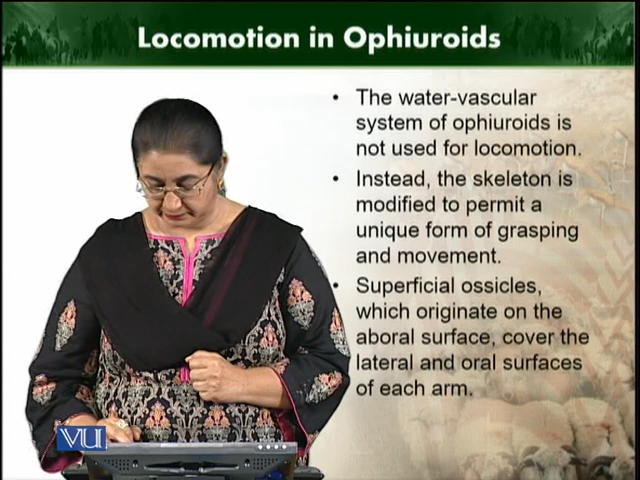 Locomotion in Ophiuroids
• The water-vascular
system of ophiuroids is
not used for locomotion.
• Instead, the skeleton is
modified to permit a
unique form of grasping
and movement.
• Superficial ossicles,
which originate on the
aboral surface, cover the
lateral and oral surfaces
of each arm.
VU